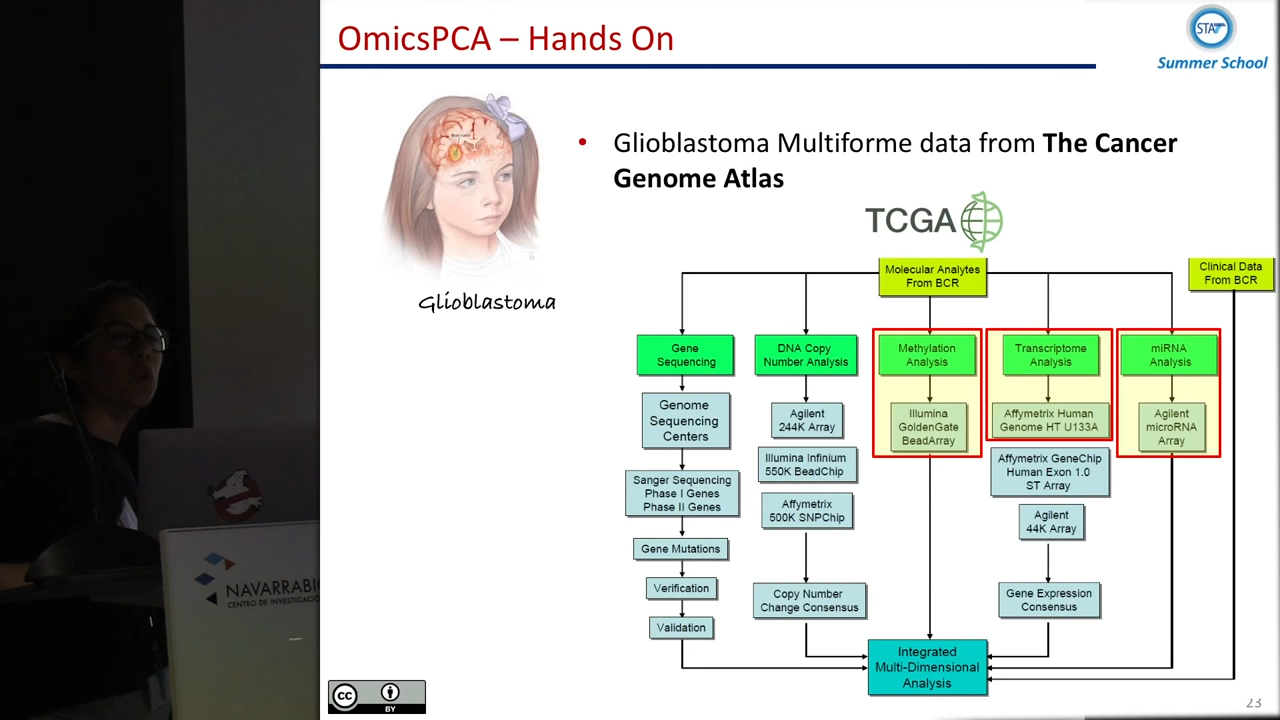 OmicsPCA – Hands On
STAT
Summer School
Brain tumor
• Glioblastoma Multiforme data from The Cancer
Genome Atlas
TCGA
Glioblastoma
Molecular Analytes
From BCR
Clinical Data
From BCR
Gene
Sequencing
DNA Copy
Number Analysis
Methylation
Analysis
Transcriptome
Analysis
miRNA
Analysis
Genome
Sequencing
Centers
Agilent
244K Array
Illumina
GoldenGate
BeadArray
Affymetrix Human
Genome HT U133A
Agilent
microRNA
Array
Illumina Infinium
550K BeadChip
Affymetrix GeneChip
Human Exon 1.0
ST Array
Sanger Sequencing
Phase I Genes
Phase II Genes
Affymetrix
500K SNPChip
Agilent
44K Array
Gene Mutations
Verification
Copy Number
Change Consensus
Gene Expression
Consensus
Validation
Integrated
Multi-Dimensional
Analysis
NAVARRABI
CENTRO DE INVESTIGACIÓ
cc
BY
23